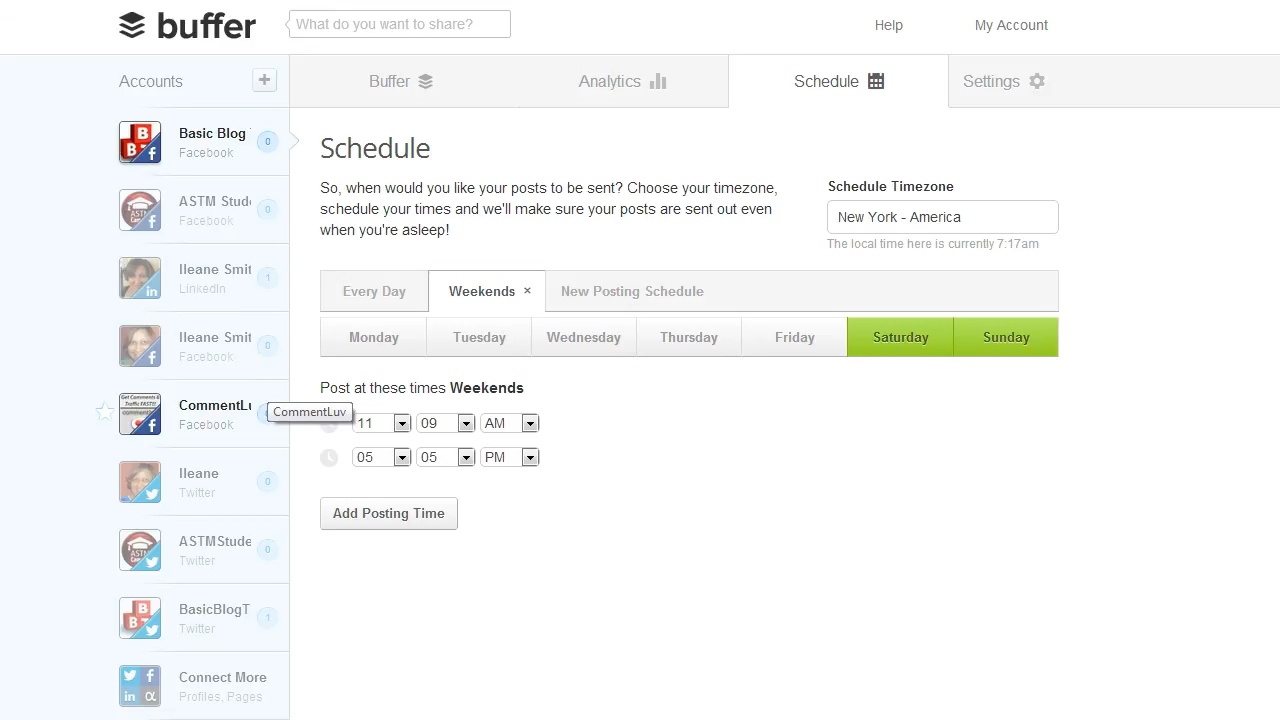 buffer
What do you want to share?
Help
My Account
Accounts
+
Buffer
Analytics
Schedule
Settings
Basic Blog
Facebook
0
ASTM Stude
Facebook
0
Ileane Smit
LinkedIn
1
Ileane Smit
Facebook
0
CommentLu
Facebook
CommentLuv
Ileane
Twitter
0
ASTMStude
Twitter
0
BasicBlogT
Twitter
1
Connect More
Profiles, Pages
Schedule
So, when would you like your posts to be sent? Choose your timezone,
schedule your times and we'll make sure your posts are sent out even
when you're asleep!
Schedule Timezone
New York - America
The local time here is currently 7:17am
Every Day
Weekends ×
New Posting Schedule
Monday
Tuesday
Wednesday
Thursday
Friday
Saturday
Sunday
Post at these times Weekends
11 09 AM
05 05 PM
Add Posting Time